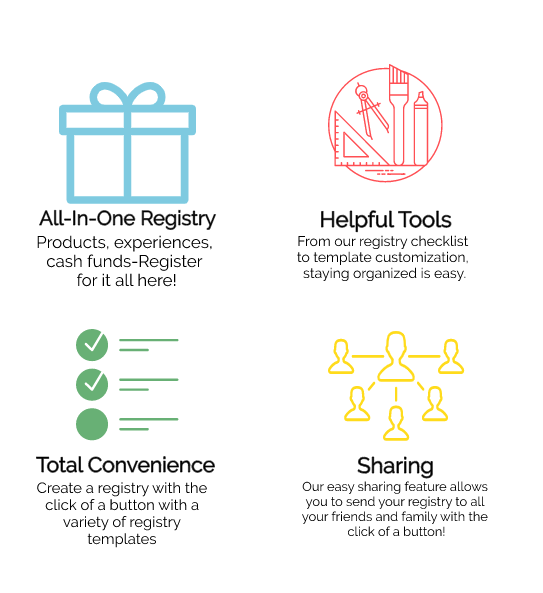 All-In-One Registry
Products, experiences,
cash funds-Register
for it all here!
Helpful Tools
From our registry checklist
to template customization,
staying organized is easy.
Total Convenience
Create a registry with the
click of a button with a
variety of registry
templates
Sharing
Our easy sharing feature allows
you to send your registry to all
your friends and family with the
click of a button!